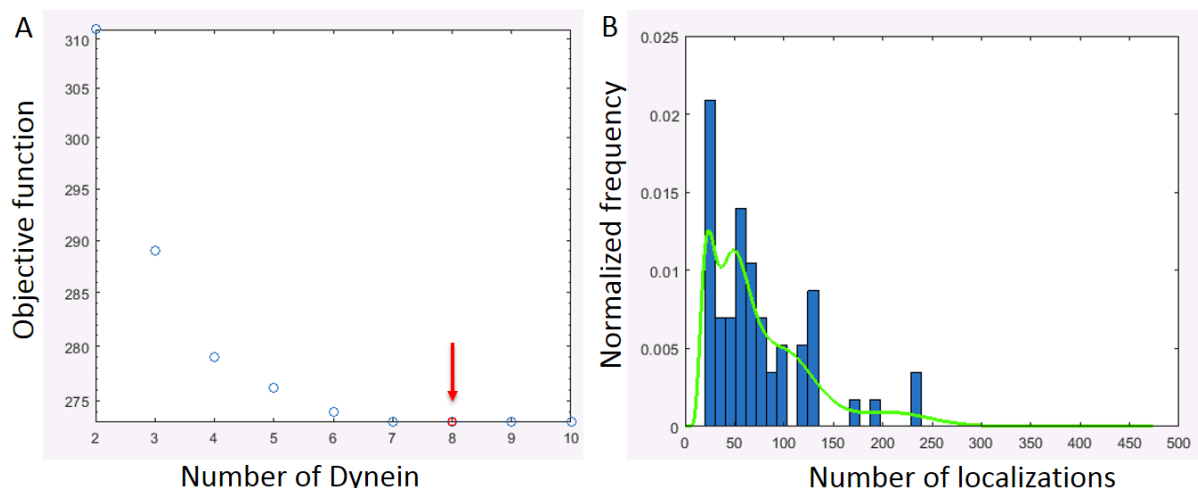 A
Objective function
310
305
300
295
290
285
280
275
2 3 4 5 6 7 8 9 10
Number of Dynein
B
Normalized frequency
0.025
0.02
0.015
0.01
0.005
0
0 50 100 150 200 250 300 350 400 450 500
Number of localizations